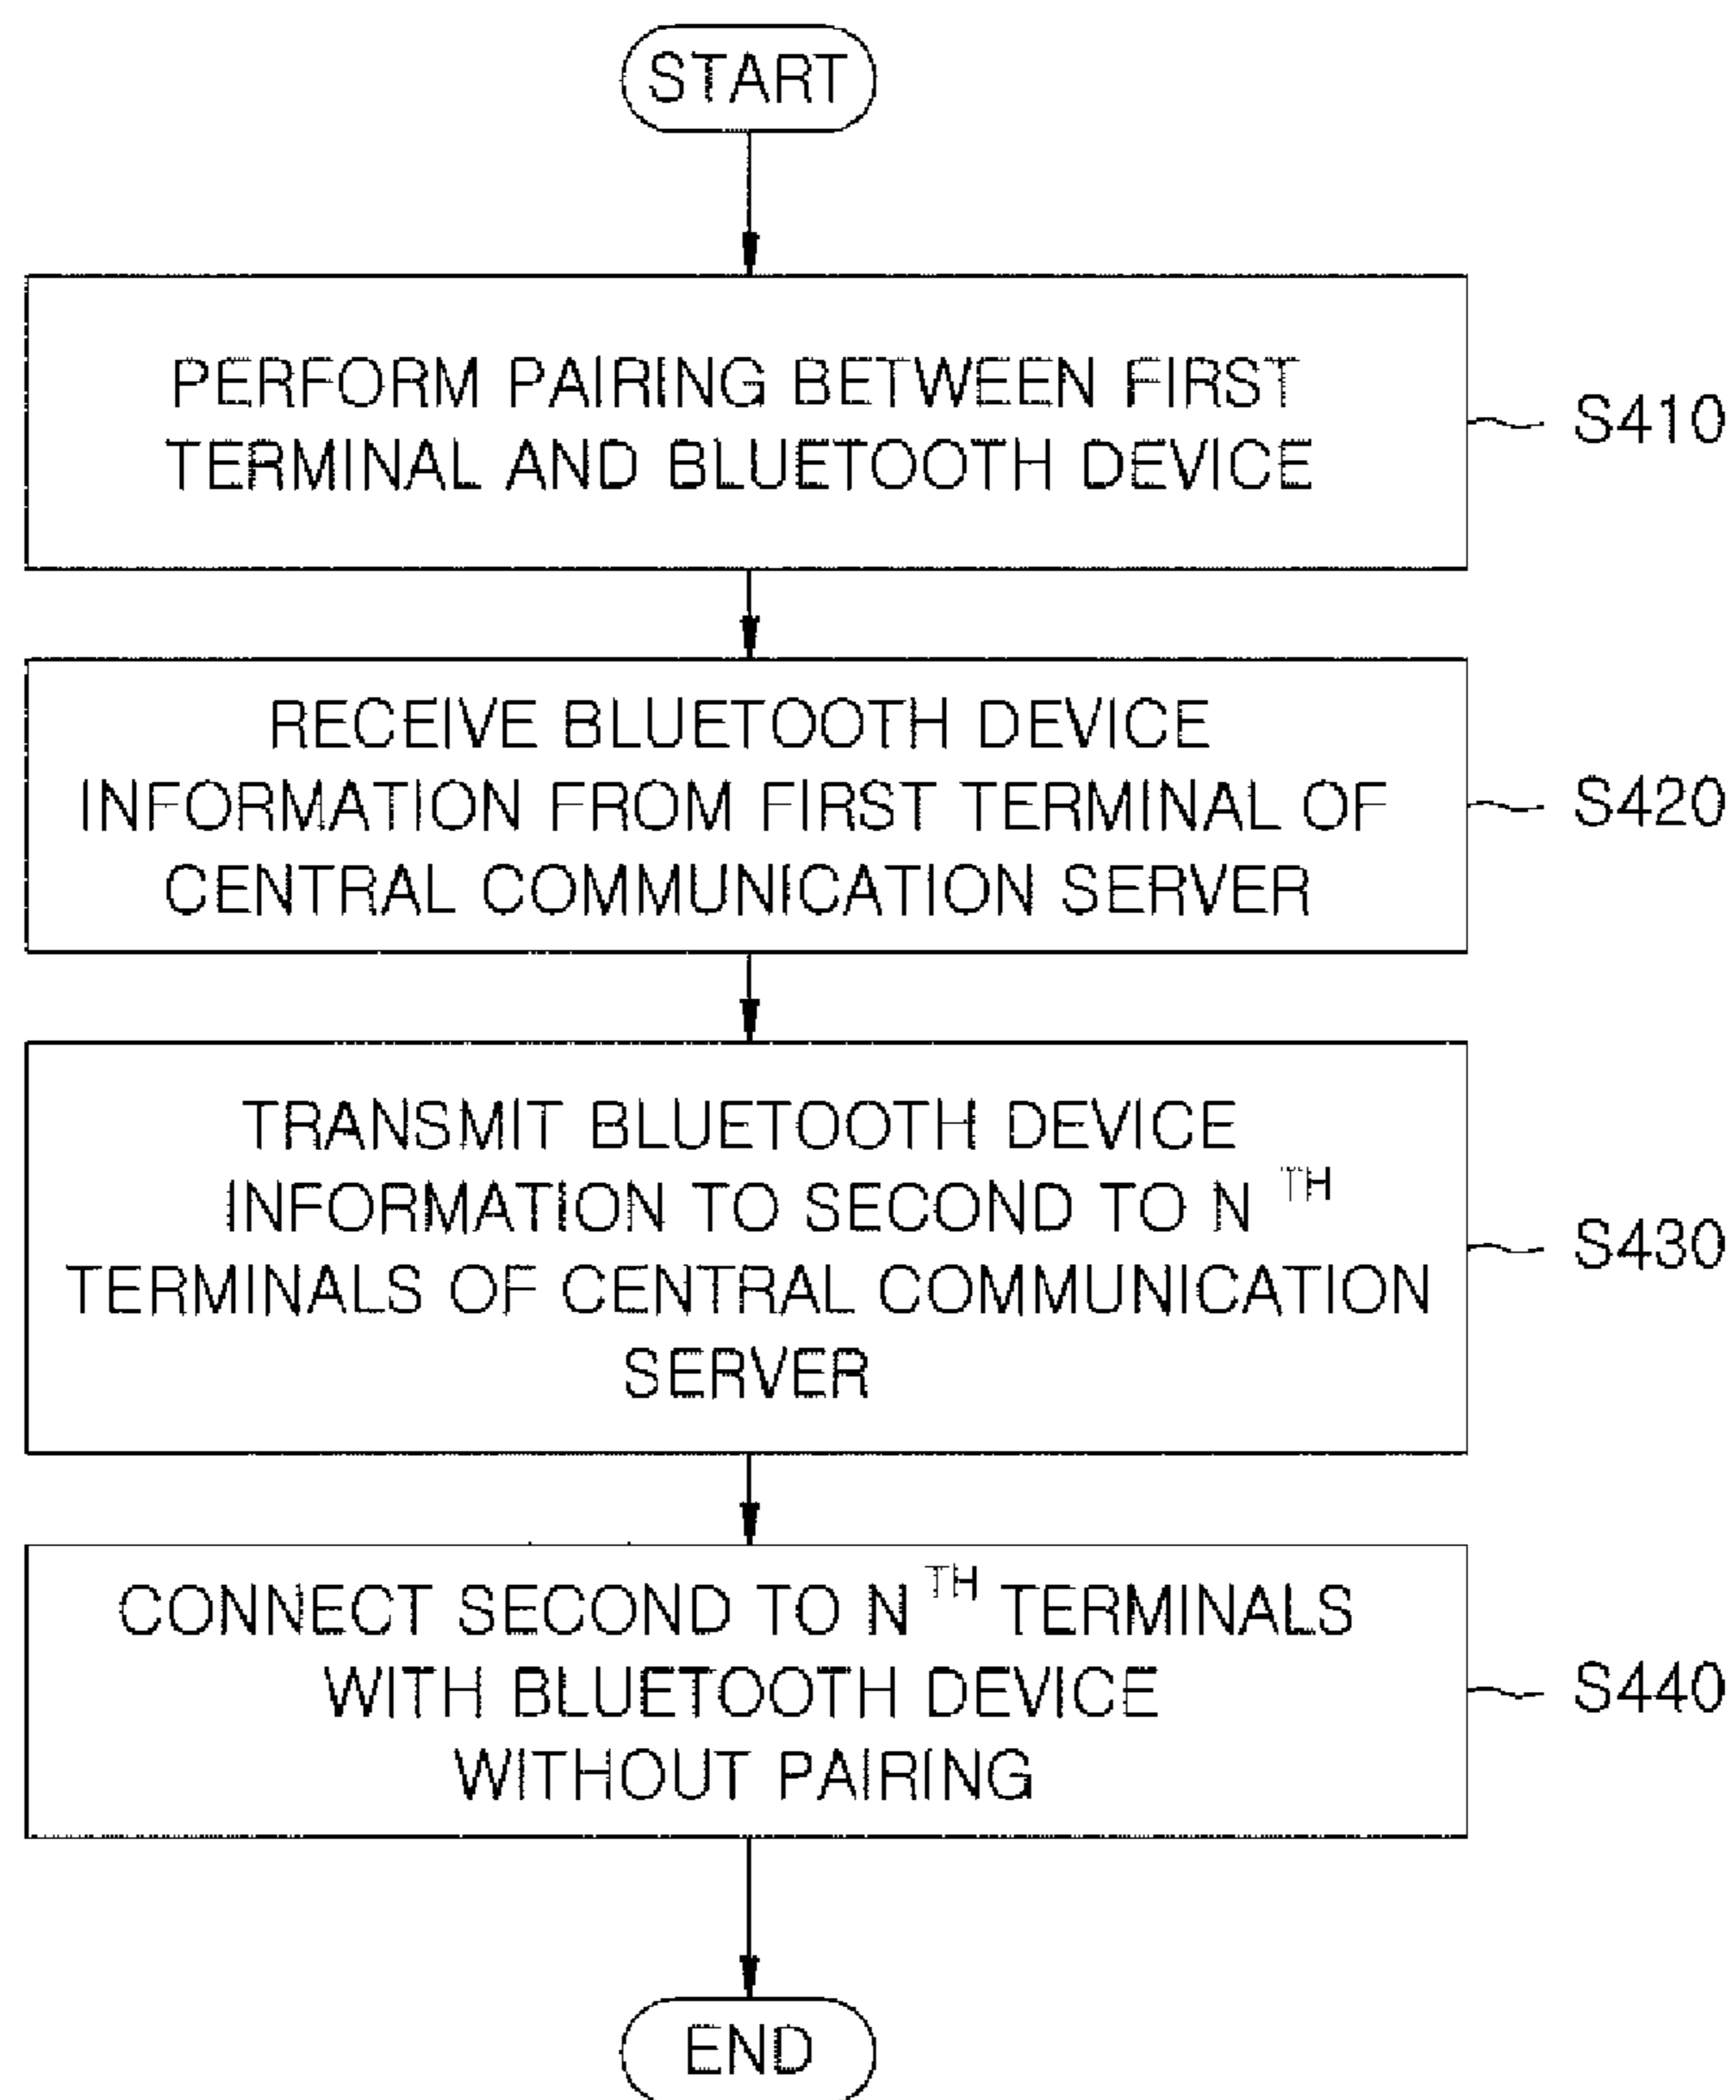 START
PERFORM PAIRING BETWEEN FIRST
TERMINAL AND BLUETOOTH DEVICE
S410
RECEIVE BLUETOOTH DEVICE
INFORMATION FROM FIRST TERMINAL OF
CENTRAL COMMUNICATION SERVER
S420
TRANSMIT BLUETOOTH DEVICE
INFORMATION TO SECOND TO N TH
TERMINALS OF CENTRAL COMMUNICATION
SERVER
S430
CONNECT SECOND TO N TH TERMINALS
WITH BLUETOOTH DEVICE
WITHOUT PAIRING
S440
END